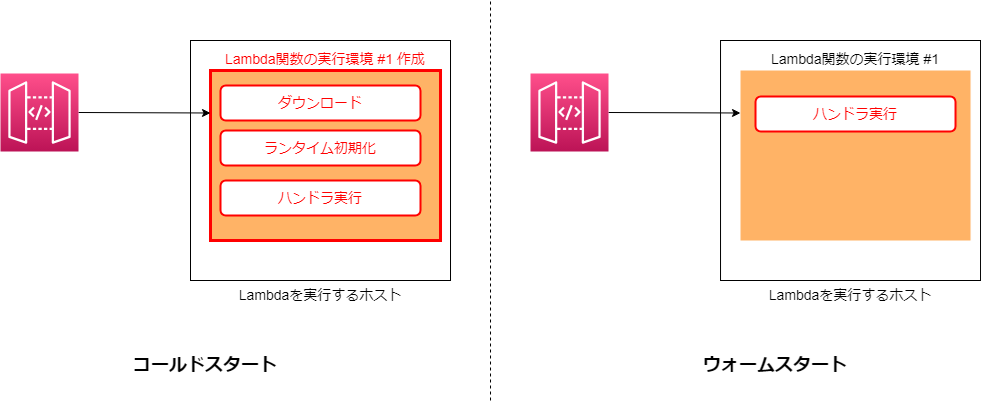 Lambda関数の実行環境 #1 作成
</>
ダウンロード
ランタイム初期化
ハンドラ実行
Lambdaを実行するホスト
コールドスタート
Lambda関数の実行環境 #1
</>
ハンドラ実行
Lambdaを実行するホスト
ウォームスタート